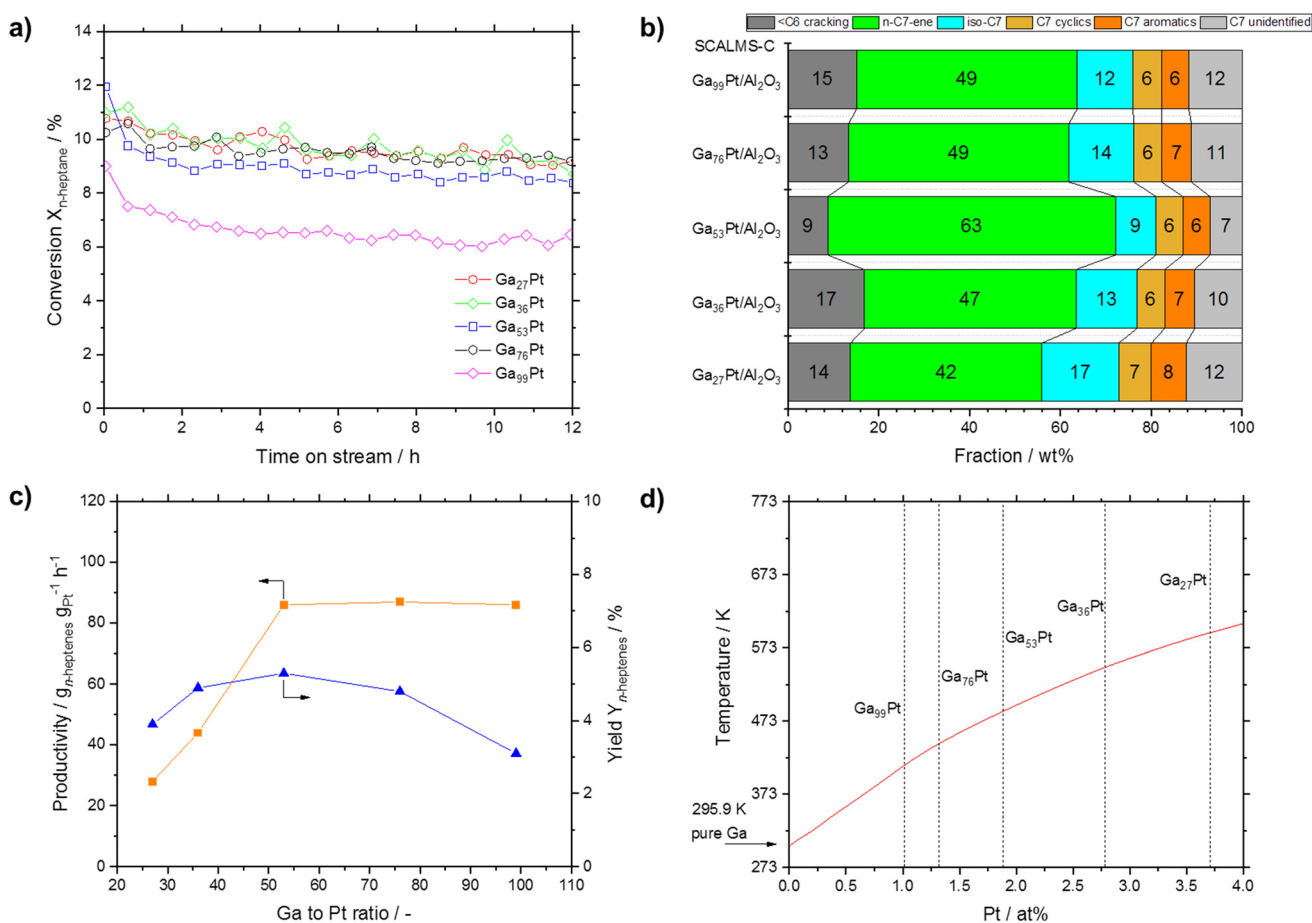 a)
Conversion X n-heptane / %
14
12
10
8
6
4
2
0
Ga27Pt
Ga36Pt
Ga53Pt
Ga76Pt
Ga99Pt
0 2 4 6 8 10 12
Time on stream / h
b)
<C6 cracking n-C7-ene iso-C7 C7 cyclics C7 aromatics C7 unidentified
SCALMS-C
Ga99Pt/Al2O3 15 49 12 6 6 12
Ga76Pt/Al2O3 13 49 14 6 7 11
Ga53Pt/Al2O3 9 63 9 6 6 7
Ga36Pt/Al2O3 17 47 13 6 7 10
Ga27Pt/Al2O3 14 42 17 7 8 12
0 20 40 60 80 100
Fraction / wt%
c)
Productivity / g n-heptenes gPt-1 h-1
120
100
80
60
40
20
0
10
8
6
4
2
0
Yield Y n-heptenes / %
20 30 40 50 60 70 80 90 100 110
Ga to Pt ratio / -
d)
Temperature / K
773
673
573
473
373
273
Ga27Pt
Ga36Pt
Ga53Pt
Ga76Pt
Ga99Pt
295.9 K
pure Ga
0.0 0.5 1.0 1.5 2.0 2.5 3.0 3.5 4.0
Pt / at%